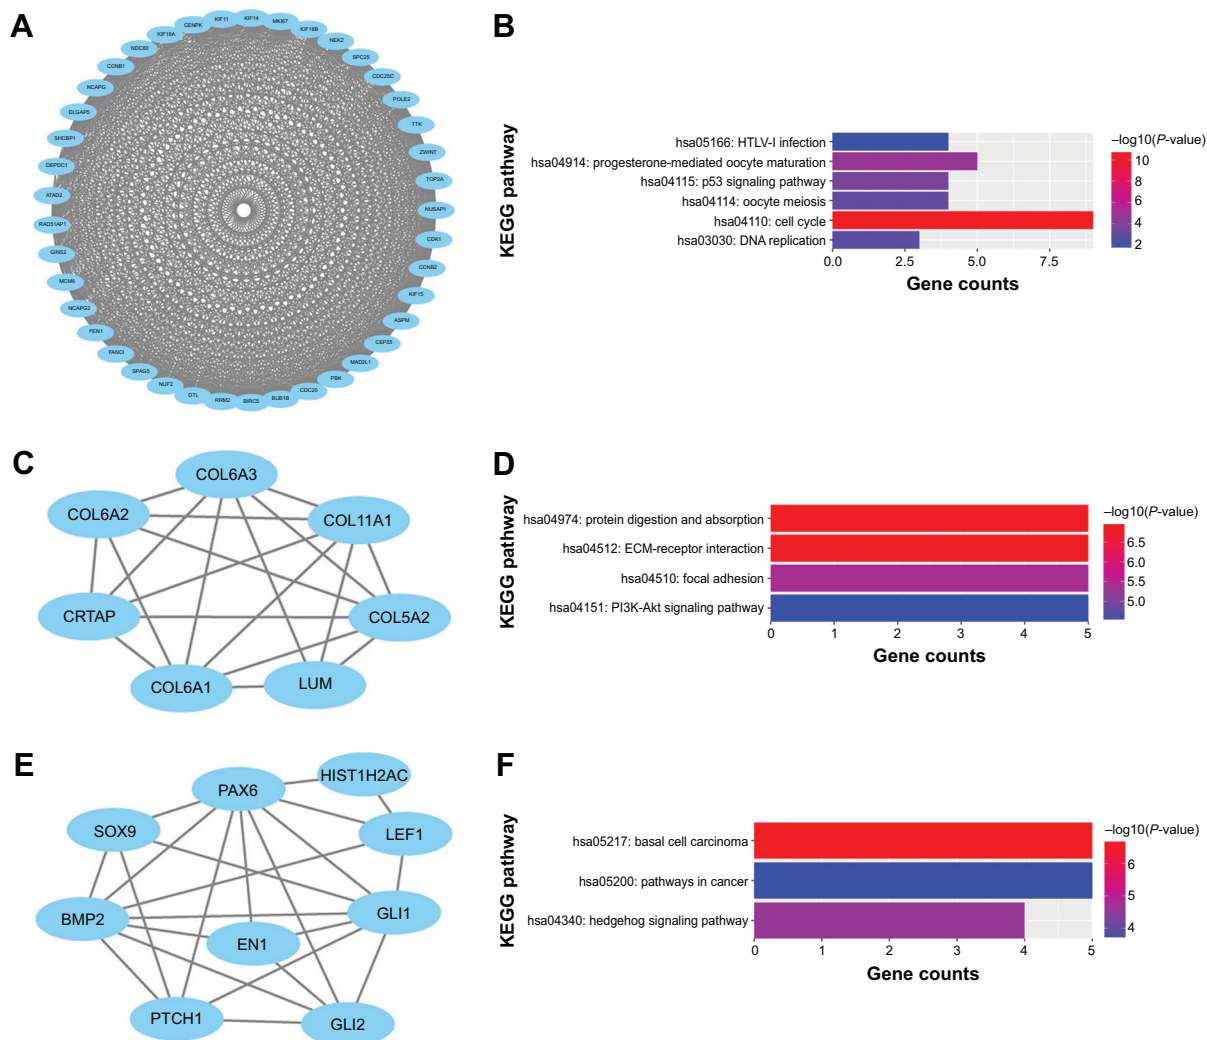 A
KIF11
KIF14
MKI67
CENPK
KIF18B
KIF18A
NEK2
NDC80
SPC25
CCNB1
CDC25C
NCAPG
POLE2
DLGAP5
TTK
SHCBP1
ZWINT
DEPDC1
TOP2A
ATAD2
NUSAP1
RAD51AP1
CDK1
GINS2
CCNB2
MCM6
KIF15
NCAPG2
ASPM
FEN1
CEP55
FANCI
MAD2L1
SPAG5
PBK
NUF2
CDC20
DTL
BUB1B
RRM2
BIRC5
B
KEGG pathway
hsa05166: HTLV-I infection
hsa04914: progesterone-mediated oocyte maturation
hsa04115: p53 signaling pathway
hsa04114: oocyte meiosis
hsa04110: cell cycle
hsa03030: DNA replication
0.0 2.5 5.0 7.5
Gene counts
–log10(P-value)
10
8
6
4
2
C
COL6A3
COL6A2
COL11A1
CRTAP
COL5A2
COL6A1
LUM
D
KEGG pathway
hsa04974: protein digestion and absorption
hsa04512: ECM-receptor interaction
hsa04510: focal adhesion
hsa04151: PI3K-Akt signaling pathway
0 1 2 3 4 5
Gene counts
–log10(P-value)
6.5
6.0
5.5
5.0
E
HIST1H2AC
PAX6
SOX9
LEF1
BMP2
GLI1
EN1
PTCH1
GLI2
F
KEGG pathway
hsa05217: basal cell carcinoma
hsa05200: pathways in cancer
hsa04340: hedgehog signaling pathway
0 1 2 3 4 5
Gene counts
–log10(P-value)
6
5
4